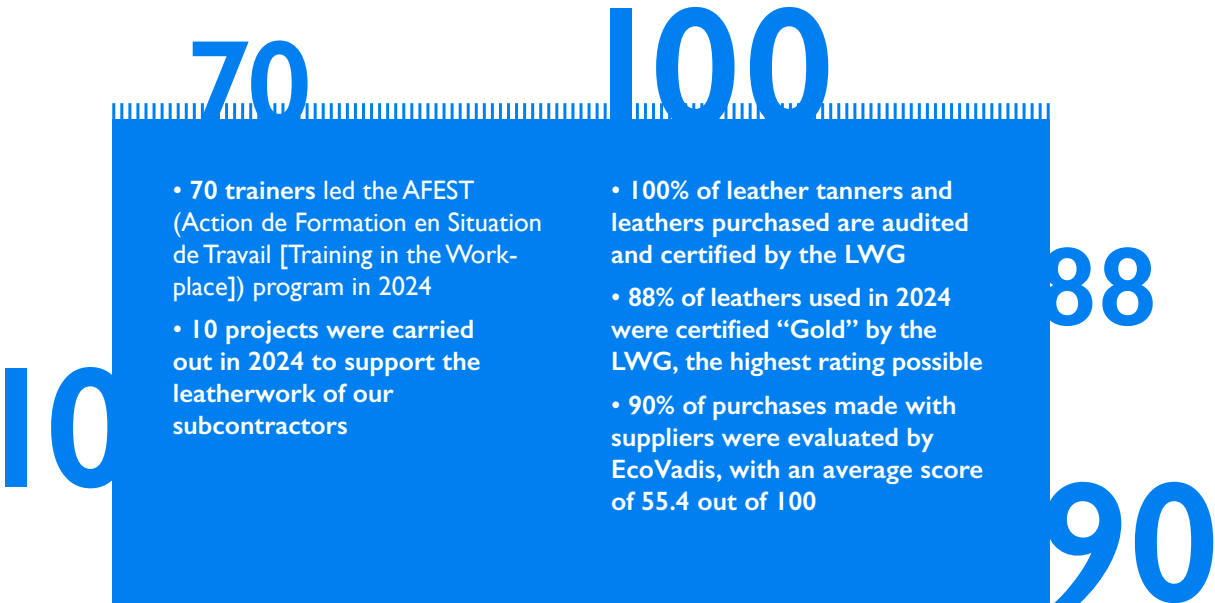 70
100
• 70 trainers led the AFEST
(Action de Formation en Situation
de Travail [Training in the Work-
place]) program in 2024
• 10 projects were carried
out in 2024 to support the
leatherwork of our
subcontractors
10
• 100% of leather tanners and
leathers purchased are audited
and certified by the LWG
• 88% of leathers used in 2024
were certified “Gold” by the
LWG, the highest rating possible
• 90% of purchases made with
suppliers were evaluated by
EcoVadis, with an average score
of 55.4 out of 100
88
90